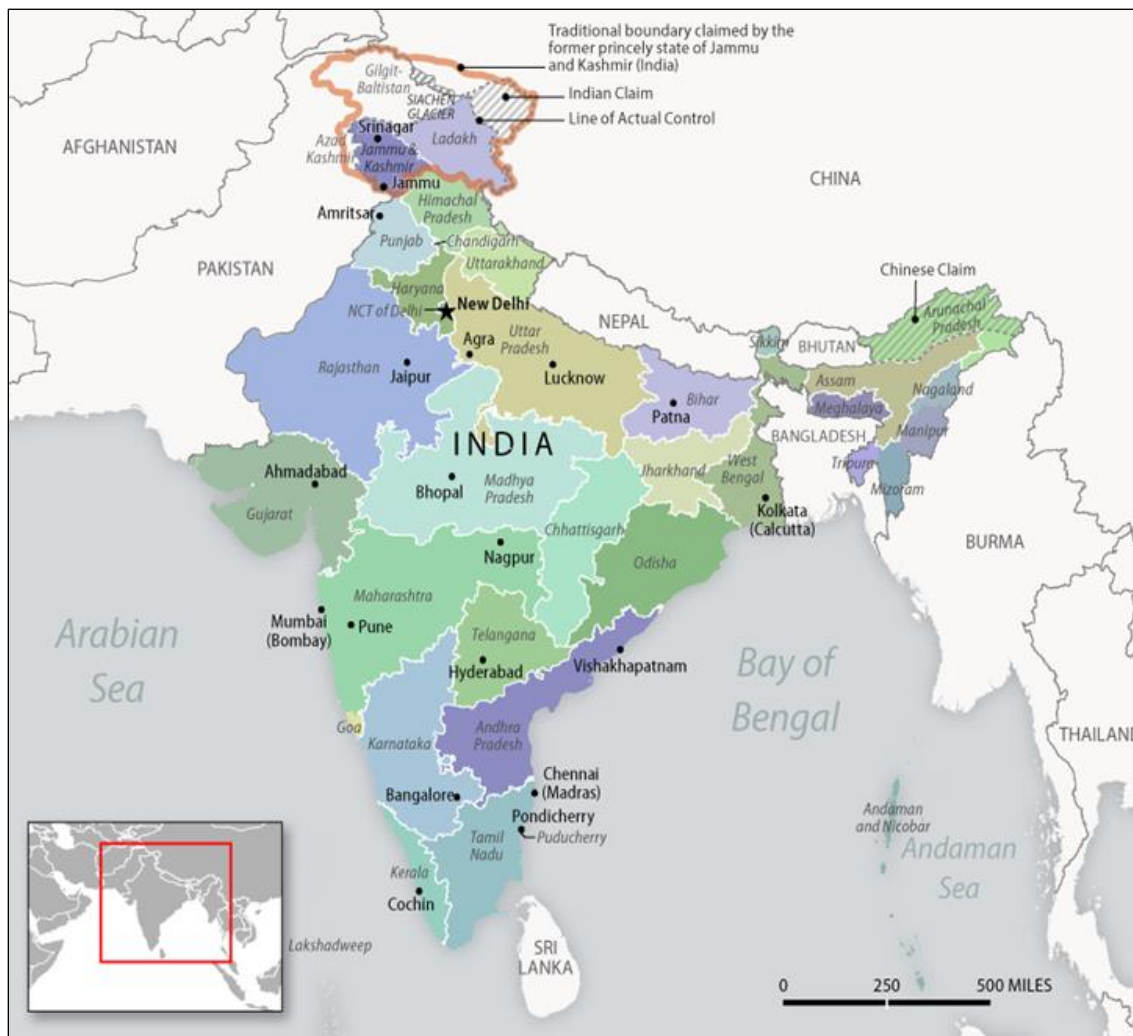 Traditional boundary claimed by the
former princely state of Jammu
and Kashmir (India)
Gilgit-
Baltistan
Indian Claim
SIACHEN
GLACIER
Line of Actual Control
AFGHANISTAN
Srinagar
Azad
Kashmir
Jammu &
Kashmir
Ladakh
CHINA
Jammu
Himachal
Pradesh
Amritsar
Punjab
Chandigarh
Uttarakhand
PAKISTAN
Chinese Claim
Haryana
NCT of Delhi
New Delhi
Arunachal
Pradesh
NEPAL
Sikkim
BHUTAN
Agra
Uttar
Pradesh
Rajasthan
Jaipur
Lucknow
Assam
Nagaland
Patna
Bihar
Meghalaya
Manipur
INDIA
BANGLADESH
Ahmadabad
Bhopal
Madhya
Pradesh
Jharkhand
West
Bengal
Tripura
Mizoram
Gujarat
Kolkata
(Calcutta)
Chhattisgarh
Nagpur
Odisha
BURMA
Maharashtra
Mumbai
(Bombay)
Pune
Telangana
Hyderabad
Vishakhapatnam
Arabian
Sea
Bay of
Bengal
Goa
Karnataka
Andhra
Pradesh
THAILAND
Bangalore
Chennai
(Madras)
Pondicherry
Puducherry
Tamil
Nadu
Andaman
and Nicobar
Andaman
Sea
Kerala
Cochin
Lakshadweep
SRI
LANKA
0 250 500 MILES